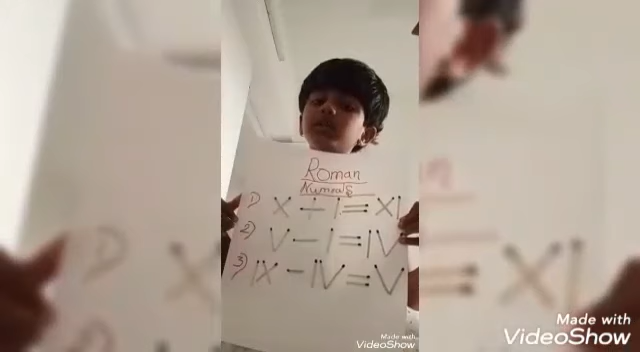 Roman
Numerals
1) X + I = XI
2) V - I = IV
3) IX - IV = V
Made with
VideoShow
Made with
VideoShow